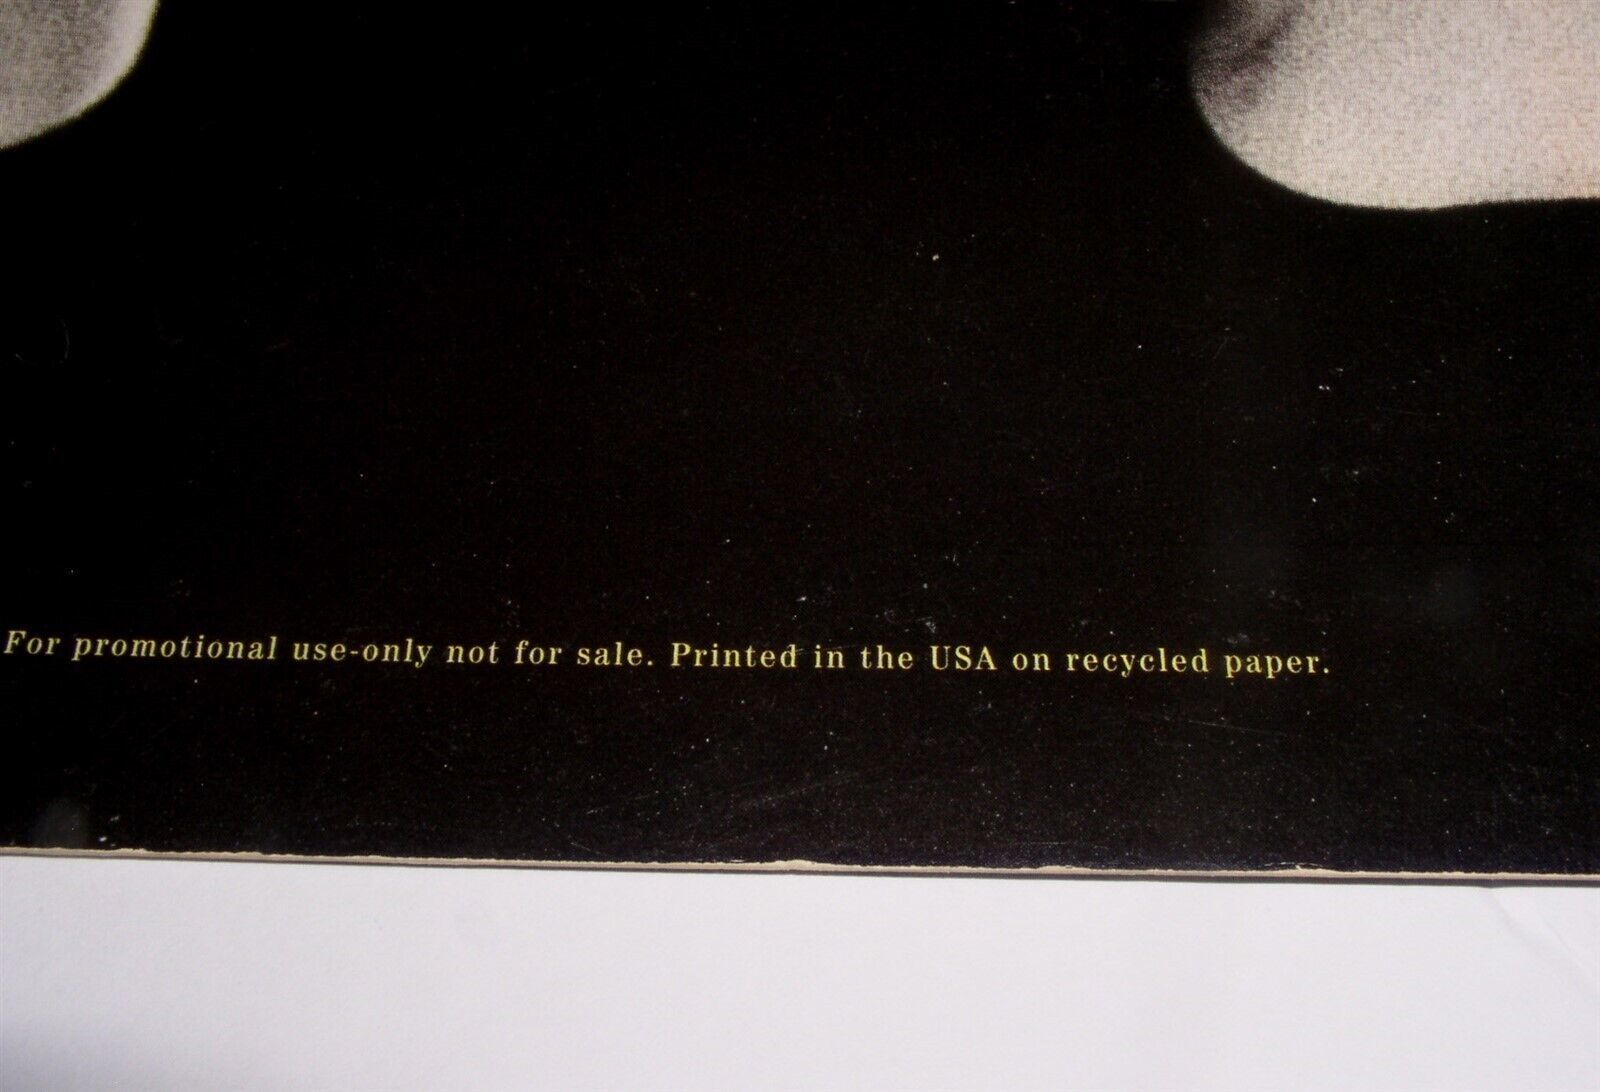 For promotional use-only not for sale. Printed in the USA on recycled paper.